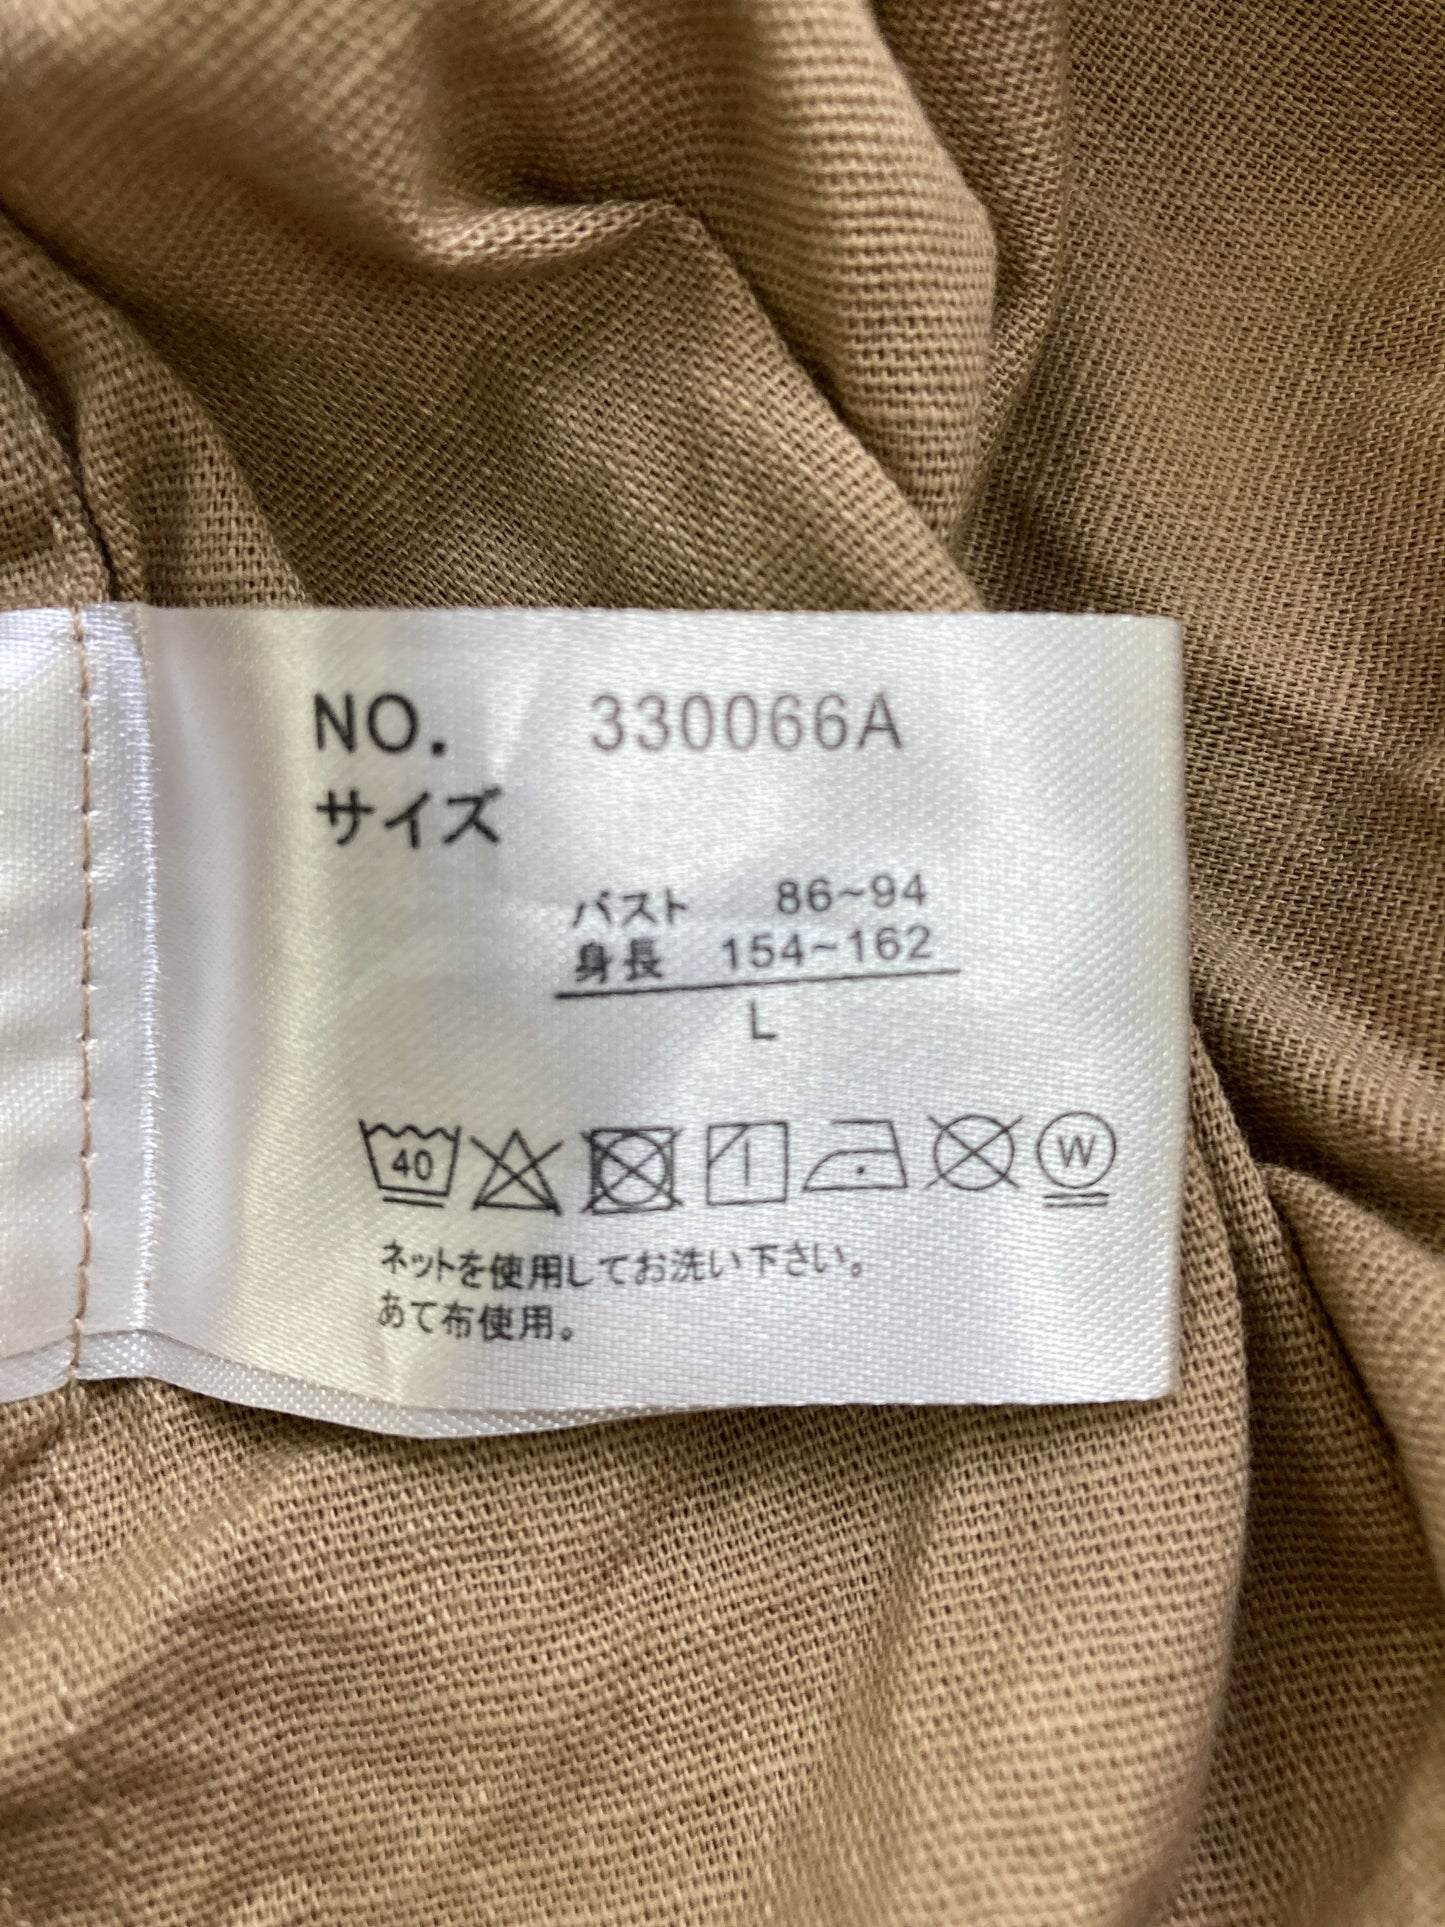 NO. 330066A
サイズ
バスト 86~94
身長 154~162
L
40 W
ネットを使用してお洗い下さい。
あて布使用。